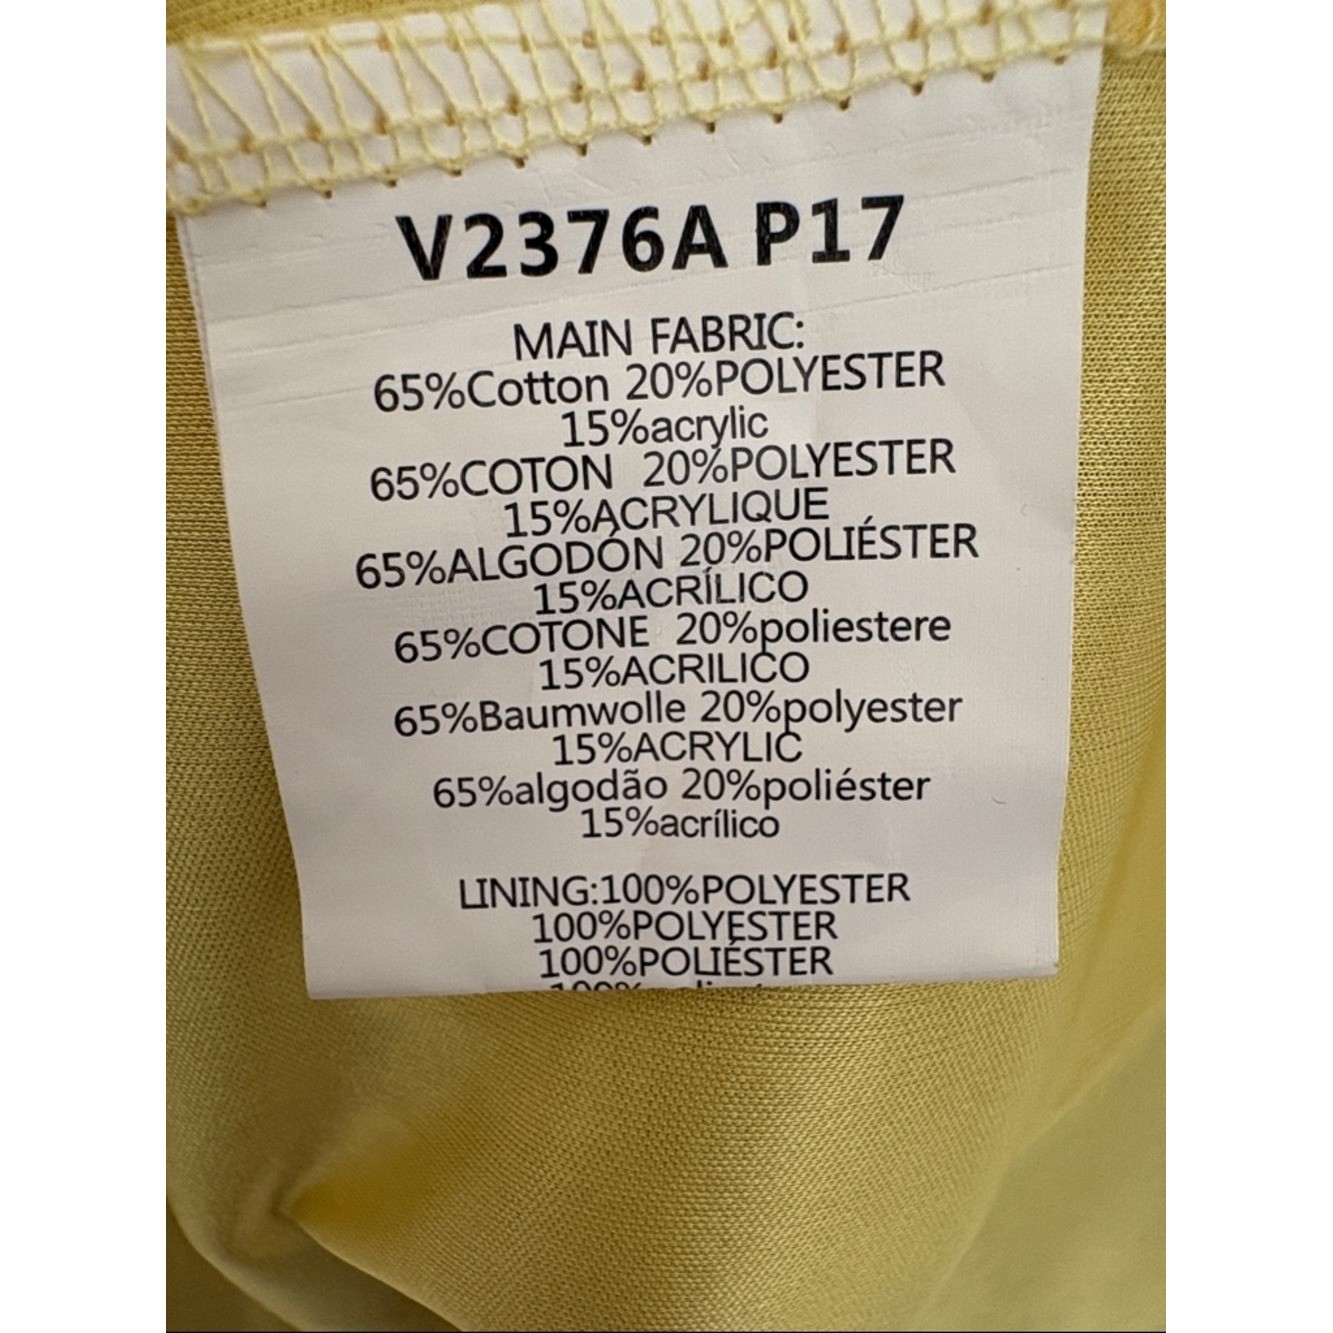 V2376A P17
MAIN FABRIC:
65%Cotton 20%POLYESTER
15%acrylic
65%COTON 20%POLYESTER
15%ACRYLIQUE
65%ALGODÓN 20%POLIÉSTER
15%ACRÍLICO
65%COTONE 20%poliestere
15%ACRILICO
65%Baumwolle 20%polyester
15%ACRYLIC
65%algodão 20%poliéster
15%acrílico
LINING:100%POLYESTER
100%POLYESTER
100%POLIÉSTER